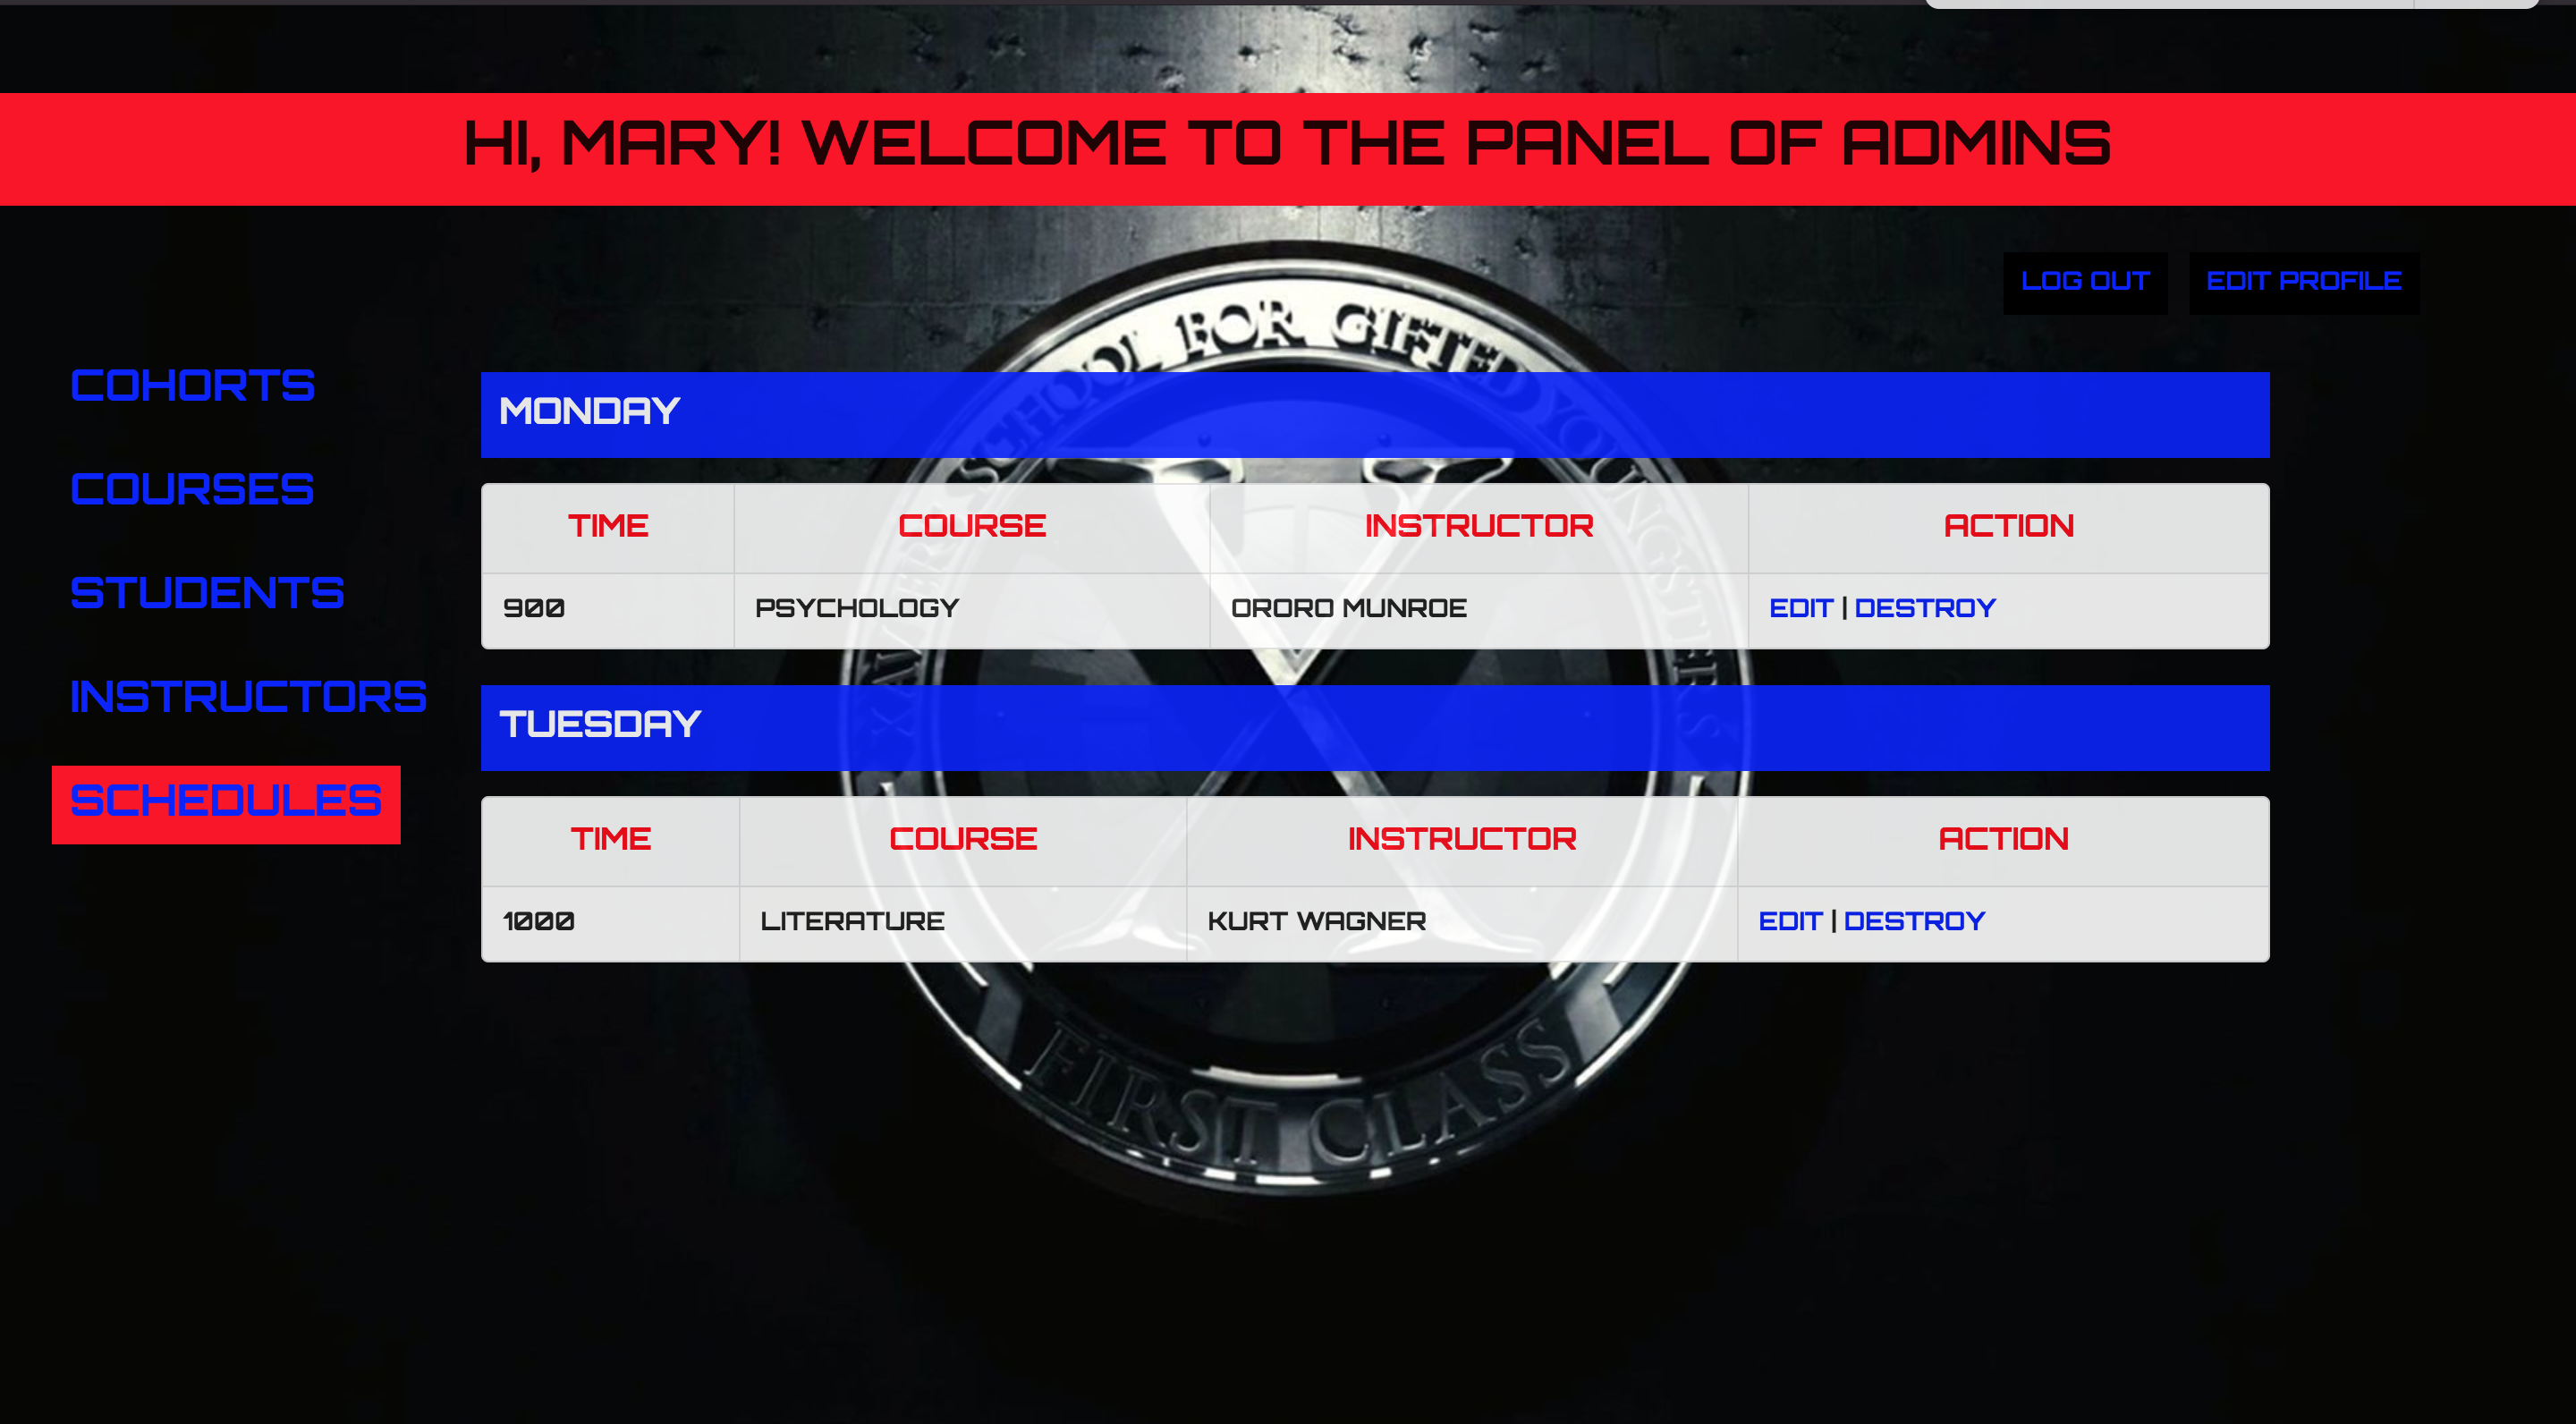 HI, MARY! WELCOME TO THE PANEL OF ADMINS
LOG OUT EDIT PROFILE
COHORTS
COURSES
STUDENTS
INSTRUCTORS
SCHEDULES
MONDAY
TIME COURSE INSTRUCTOR ACTION
900 PSYCHOLOGY ORORO MUNROE EDIT | DESTROY
TUESDAY
TIME COURSE INSTRUCTOR ACTION
1000 LITERATURE KURT WAGNER EDIT | DESTROY
XAVIER'S SCHOOL FOR GIFTED YOUNGSTERS
X
FIRST CLASS